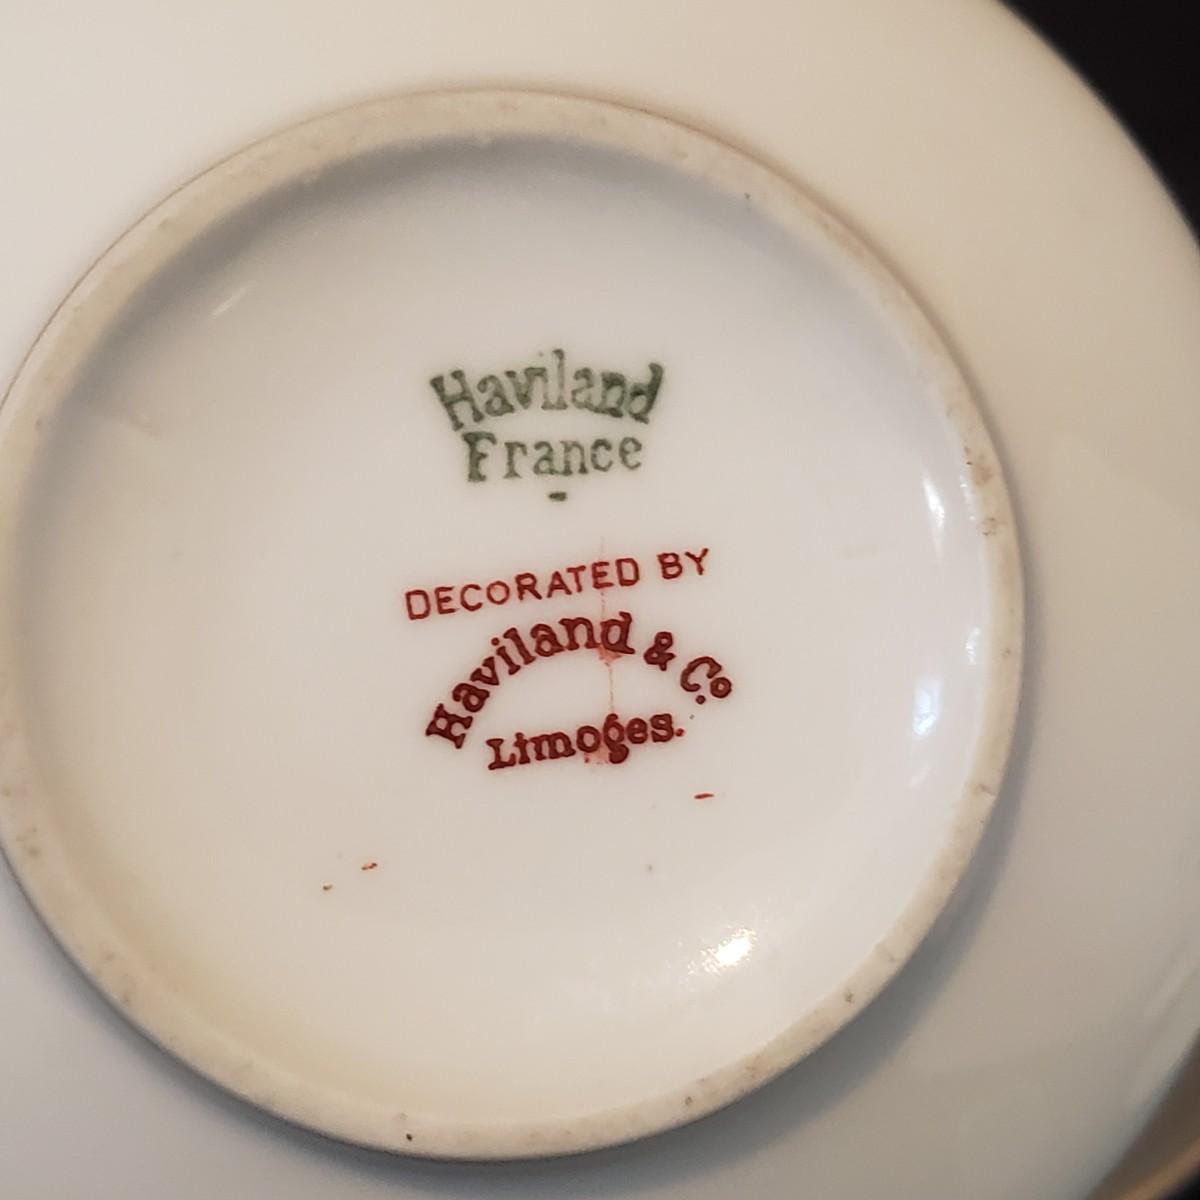 Haviland
France
DECORATED BY
Haviland & Co
Limoges.